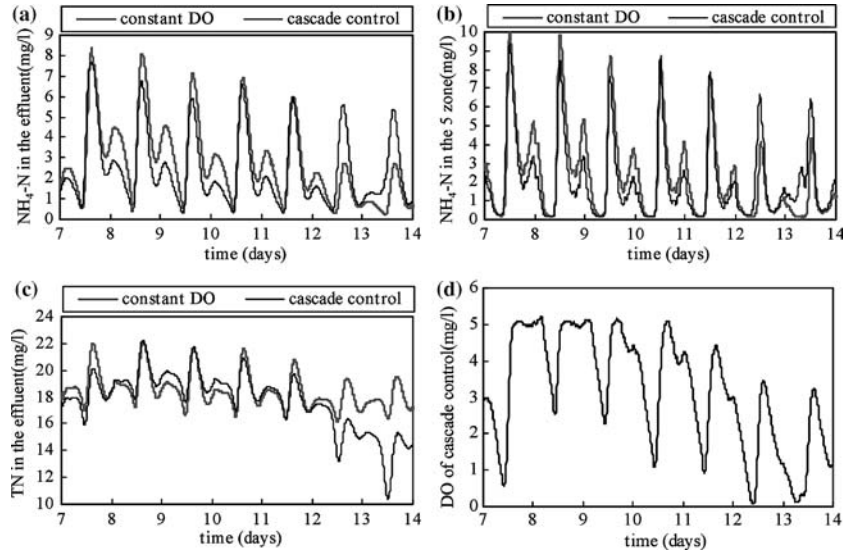 (a)
constant DO cascade control
NH4-N in the effluent(mg/l)
9
8
7
6
5
4
3
2
1
0
7 8 9 10 11 12 13 14
time (days)
(b)
constant DO cascade control
NH4-N in the 5 zone(mg/l)
10
9
8
7
6
5
4
3
2
1
0
7 8 9 10 11 12 13 14
time (days)
(c)
constant DO cascade control
TN in the effluent(mg/l)
24
22
20
18
16
14
12
10
7 8 9 10 11 12 13 14
time (days)
(d)
DO of cascade control(mg/l)
6
5
4
3
2
1
0
7 8 9 10 11 12 13 14
time (days)